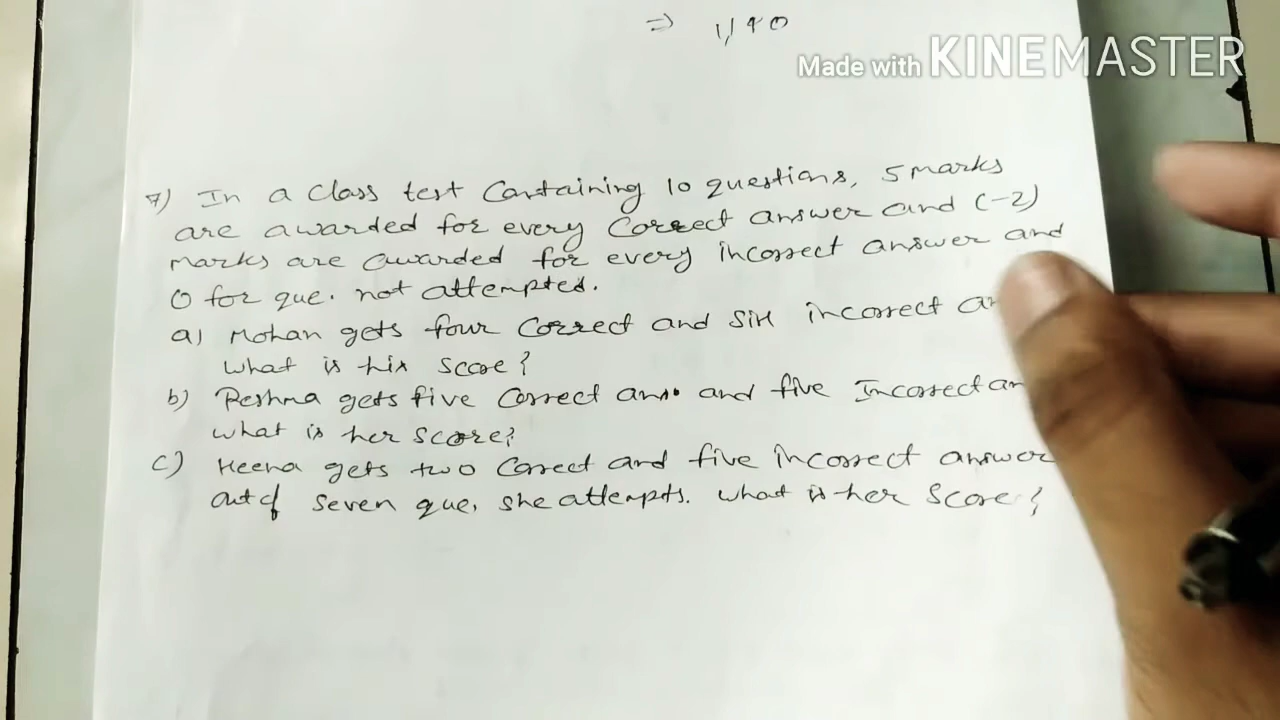 =) 1,40
Made with KINEMASTER
7) In a class test Containing 10 questions, 5 marks
are awarded for every Correct answer and (-2)
marks are awarded for every incorrect answer and
0 for que. not attempted.
a) Mohan gets four Correct and six incorrect
what is his score?
b) Reshma gets five Correct ans. and five Incorrect
what is her score?
c) Heena gets two Correct and five incorrect answer
out of seven que. she attempts. what is her score?